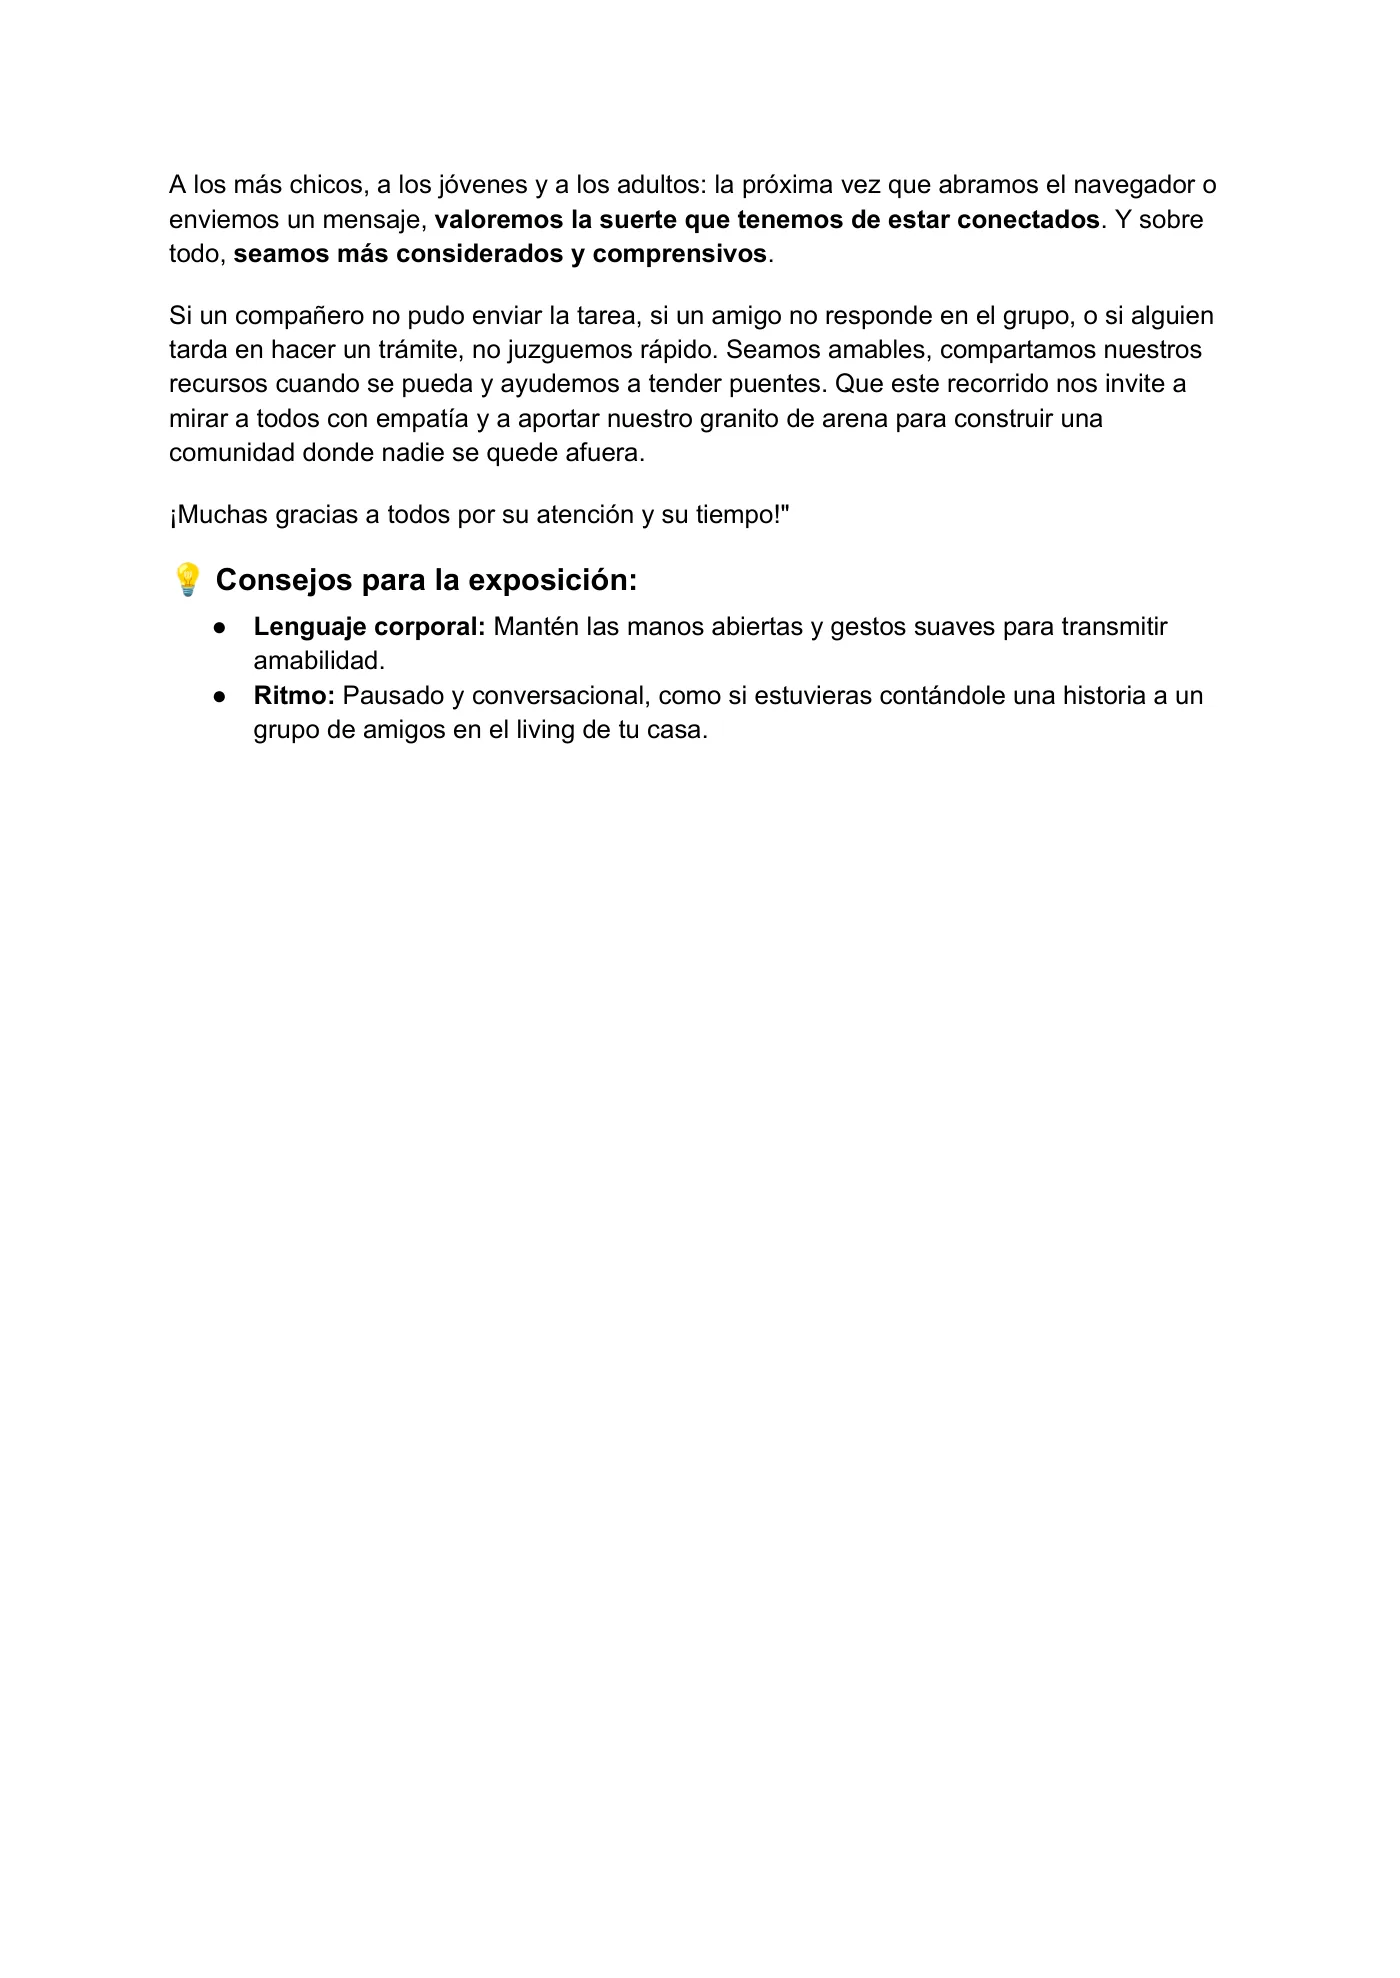 A los más chicos, a los jóvenes y a los adultos: la próxima vez que abramos el navegador o
enviemos un mensaje, valoremos la suerte que tenemos de estar conectados. Y sobre
todo, seamos más considerados y comprensivos.
Si un compañero no pudo enviar la tarea, si un amigo no responde en el grupo, o si alguien
tarda en hacer un trámite, no juzguemos rápido. Seamos amables, compartamos nuestros
recursos cuando se pueda y ayudemos a tender puentes. Que este recorrido nos invite a
mirar a todos con empatía y a aportar nuestro granito de arena para construir una
comunidad donde nadie se quede afuera.
¡Muchas gracias a todos por su atención y su tiempo!"
💡 Consejos para la exposición:
● Lenguaje corporal: Mantén las manos abiertas y gestos suaves para transmitir
amabilidad.
● Ritmo: Pausado y conversacional, como si estuvieras contándole una historia a un
grupo de amigos en el living de tu casa.